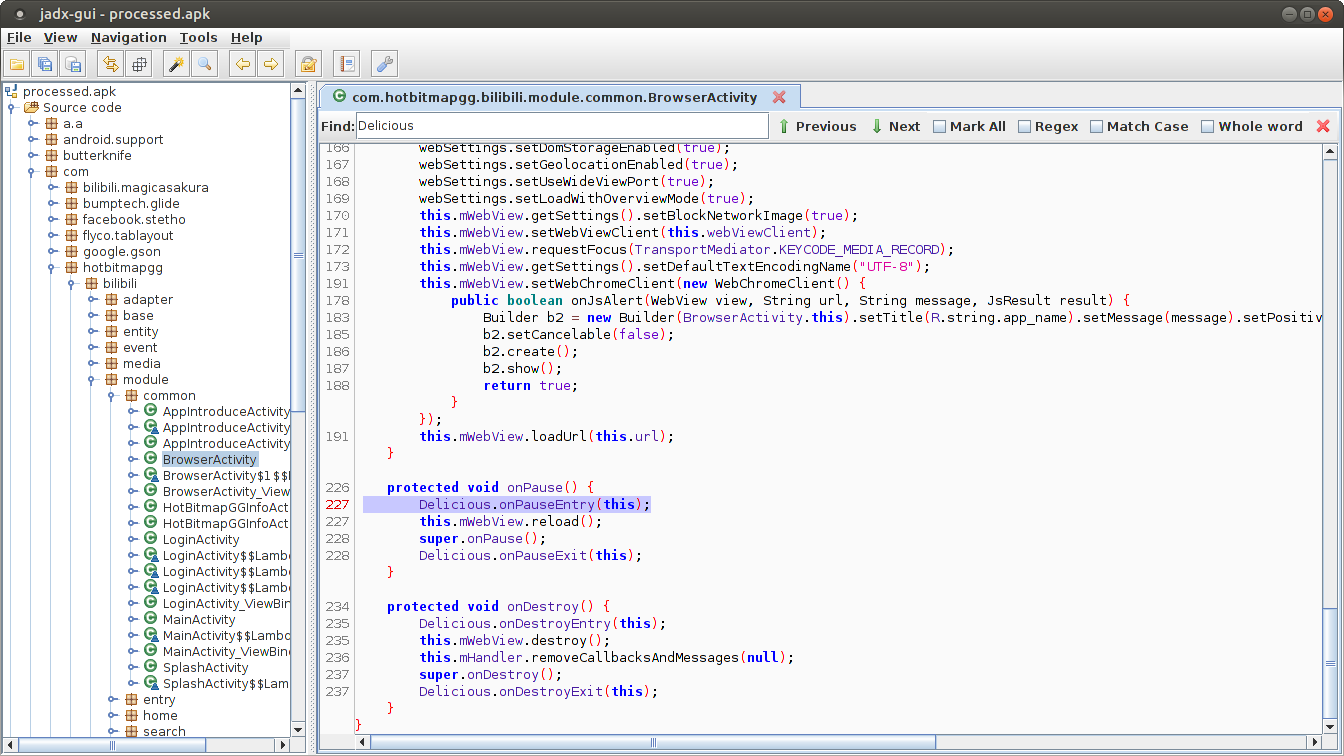 jadx-gui - processed.apk
File View Navigation Tools Help
processed.apk
Source code
a.a
android.support
butterknife
com
bilibili.magicasakura
bumptech.glide
facebook.stetho
flyco.tablayout
google.gson
hotbitmapgg
bilibili
adapter
base
entity
event
media
module
common
AppIntroduceActivity
AppIntroduceActivity
AppIntroduceActivity
BrowserActivity
BrowserActivity$1$$
BrowserActivity_View
HotBitmapGGInfoAct
HotBitmapGGInfoAct
LoginActivity
LoginActivity$$Lamb
LoginActivity$$Lamb
LoginActivity$$Lamb
LoginActivity_ViewBin
MainActivity
MainActivity$$Lamb
MainActivity_ViewBin
SplashActivity
SplashActivity$$Lam
entry
home
search
com.hotbitmapgg.bilibili.module.common.BrowserActivity
Find: Delicious Previous Next Mark All Regex Match Case Whole word
166 webSettings.setDomStorageEnabled(true);
167 webSettings.setGeolocationEnabled(true);
168 webSettings.setUseWideViewPort(true);
169 webSettings.setLoadWithOverviewMode(true);
170 this.mWebView.getSettings().setBlockNetworkImage(true);
171 this.mWebView.setWebViewClient(this.webViewClient);
172 this.mWebView.requestFocus(TransportMediator.KEYCODE_MEDIA_RECORD);
173 this.mWebView.getSettings().setDefaultTextEncodingName("UTF-8");
191 this.mWebView.setWebChromeClient(new WebChromeClient() {
178 public boolean onJsAlert(WebView view, String url, String message, JsResult result) {
183 Builder b2 = new Builder(BrowserActivity.this).setTitle(R.string.app_name).setMessage(message).setPositiv
185 b2.setCancelable(false);
186 b2.create();
187 b2.show();
188 return true;
}
});
191 this.mWebView.loadUrl(this.url);
}
226 protected void onPause() {
227 Delicious.onPauseEntry(this);
227 this.mWebView.reload();
228 super.onPause();
228 Delicious.onPauseExit(this);
}
234 protected void onDestroy() {
235 Delicious.onDestroyEntry(this);
235 this.mWebView.destroy();
236 this.mHandler.removeCallbacksAndMessages(null);
237 super.onDestroy();
237 Delicious.onDestroyExit(this);
}
}